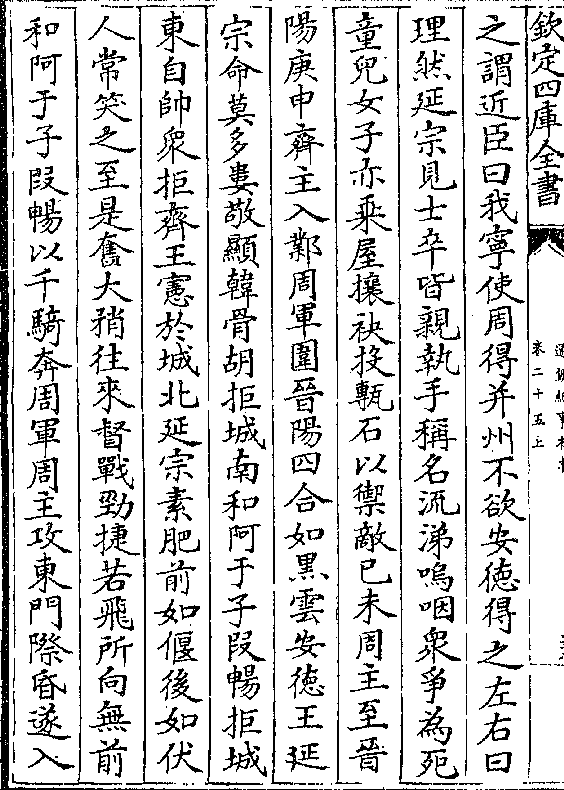 欽定四庫全書
通鑑紀事本末
卷二十五上
之謂近臣曰我寧使周得并州不欲安徳得之左右曰
理然延宗見士卒皆親執手稱名流涕嗚咽衆爭為死
童兒女子亦乗屋攘袂投甎石以禦敵已未周主至晉
陽庚申齊主入鄴周軍圍晉陽四合如黒雲安徳王延
宗命莫多婁敬顯韓骨胡拒城南和阿于子段暢拒城
東自帥衆拒齊王憲於城北延宗素肥前如偃後如伏
人常笑之至是奮大矟往來督戰勁捷若飛所向無前
和阿于子段暢以千騎奔周軍周主攻東門際昏遂入